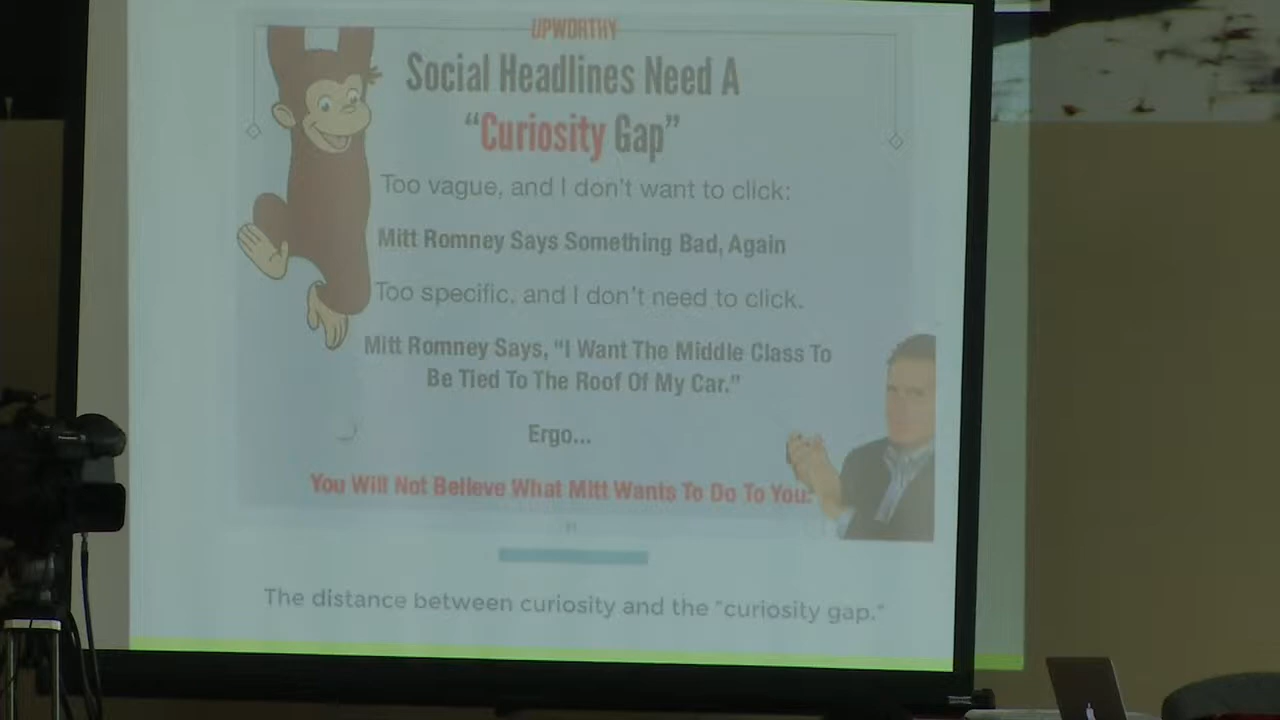 UPWORTHY
Social Headlines Need A
“Curiosity Gap”
Too vague, and I don't want to click:
Mitt Romney Says Something Bad, Again
Too specific, and I don't need to click.
Mitt Romney Says, “I Want The Middle Class To
Be Tied To The Roof Of My Car.”
Ergo...
You Will Not Believe What Mitt Wants To Do To You.
The distance between curiosity and the “curiosity gap.”